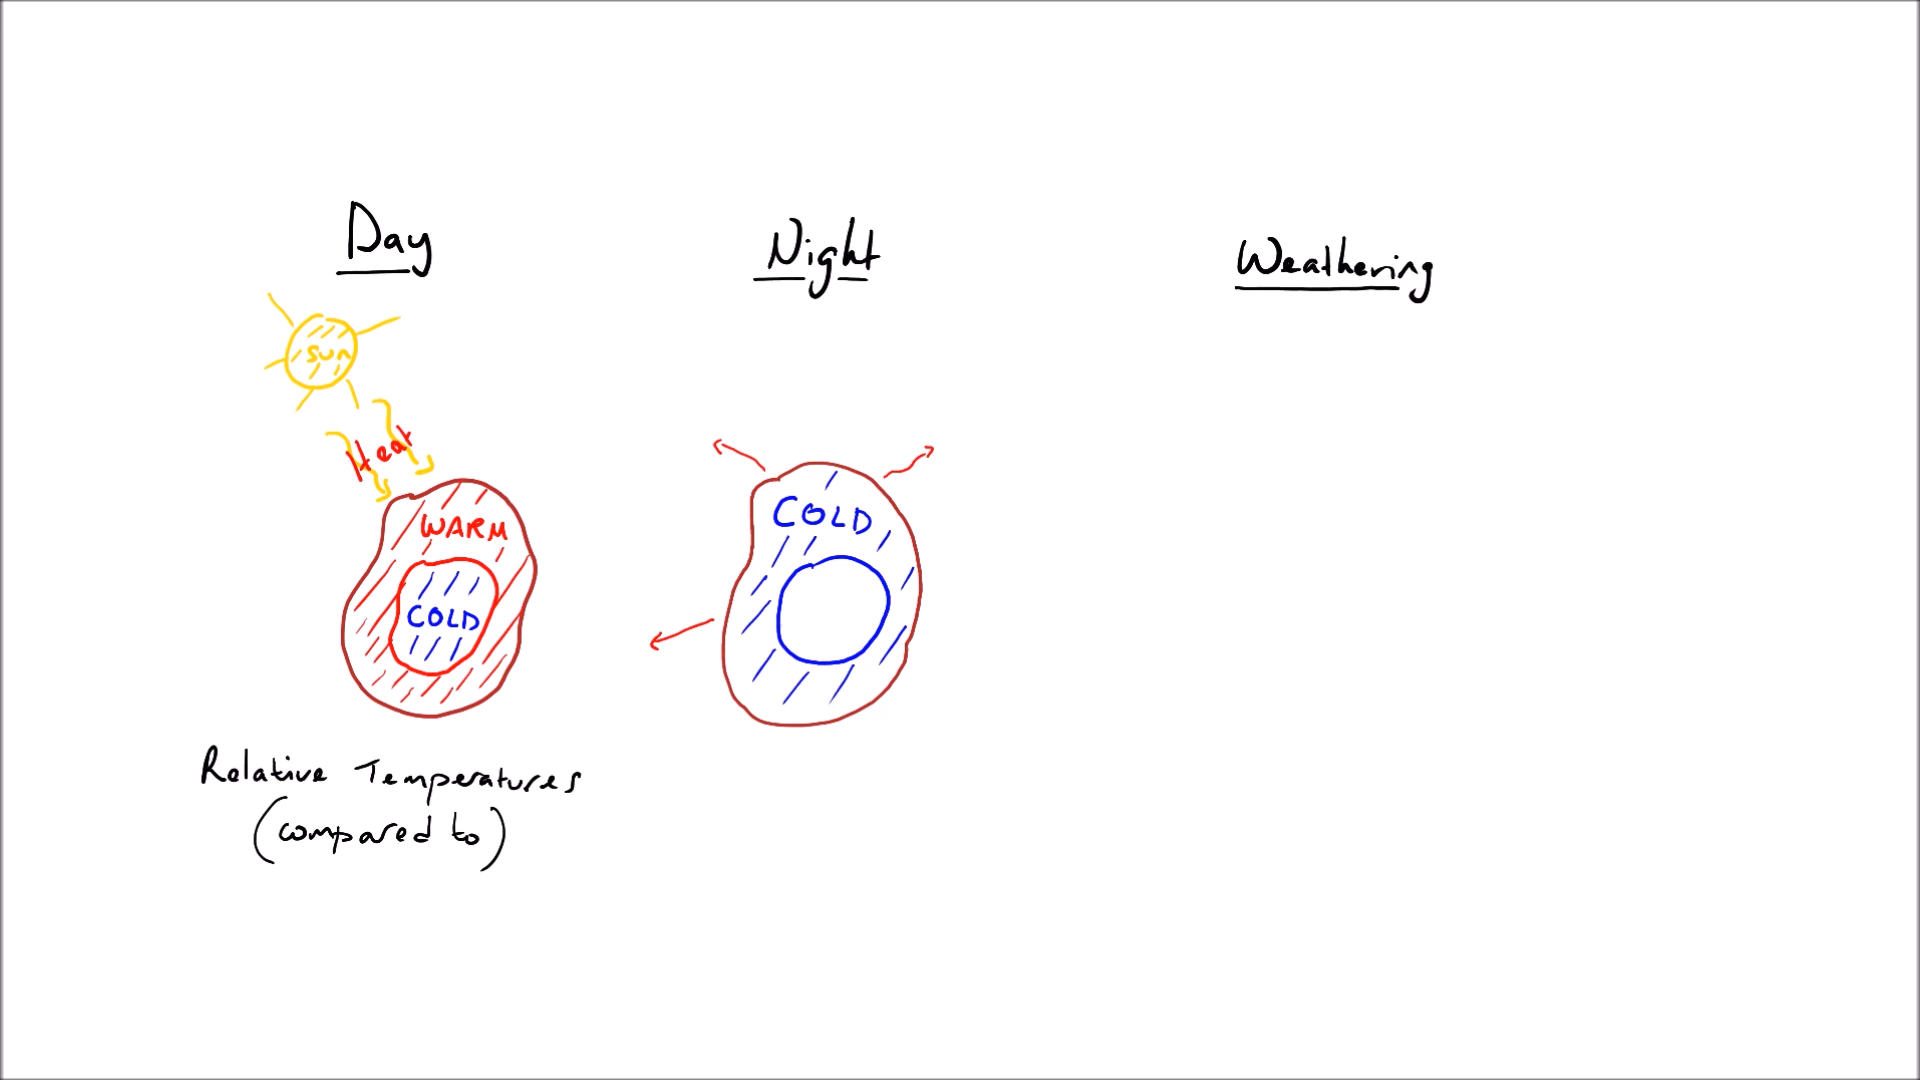 Day
Night
Weathering
Sun
Heat
WARM
COLD
COLD
Relative Temperatures
(compared to)